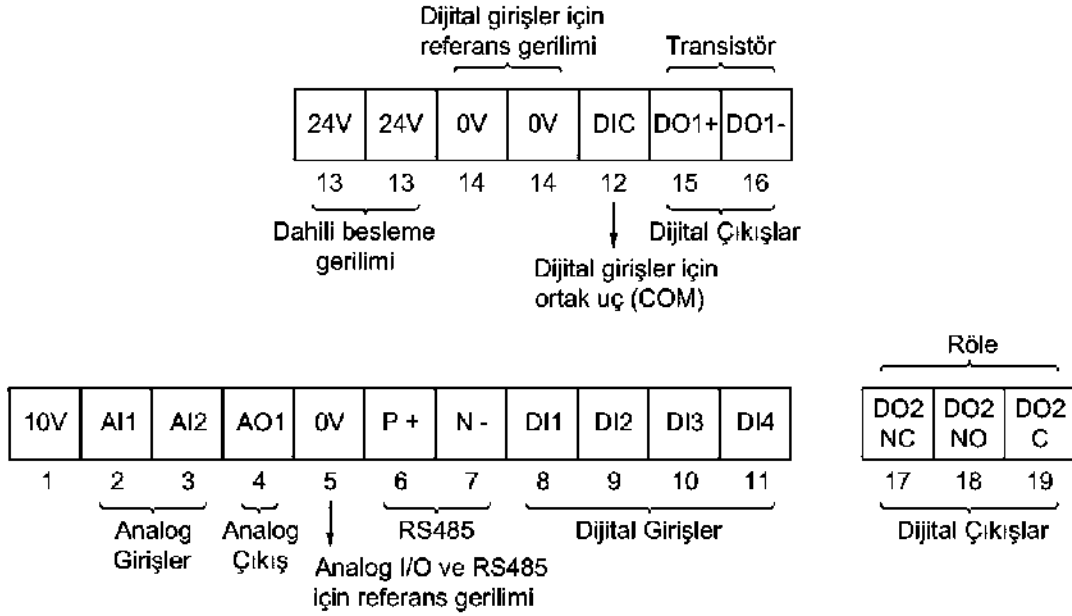 Dijital girişler için
referans gerilimi
Transistör
24V 24V 0V 0V DIC DO1+ DO1-
13 13 14 14 12 15 16
Dahili besleme
gerilimi
Dijital Çıkışlar
Dijital girişler için
ortak uç (COM)
Röle
10V AI1 AI2 AO1 0V P + N - DI1 DI2 DI3 DI4
DO2 NC DO2 NO DO2 C
1 2 3 4 5 6 7 8 9 10 11 17 18 19
Analog
Girişler
Analog
Çıkış
RS485
Dijital Girişler
Dijital Çıkışlar
Analog I/O ve RS485
için referans gerilimi